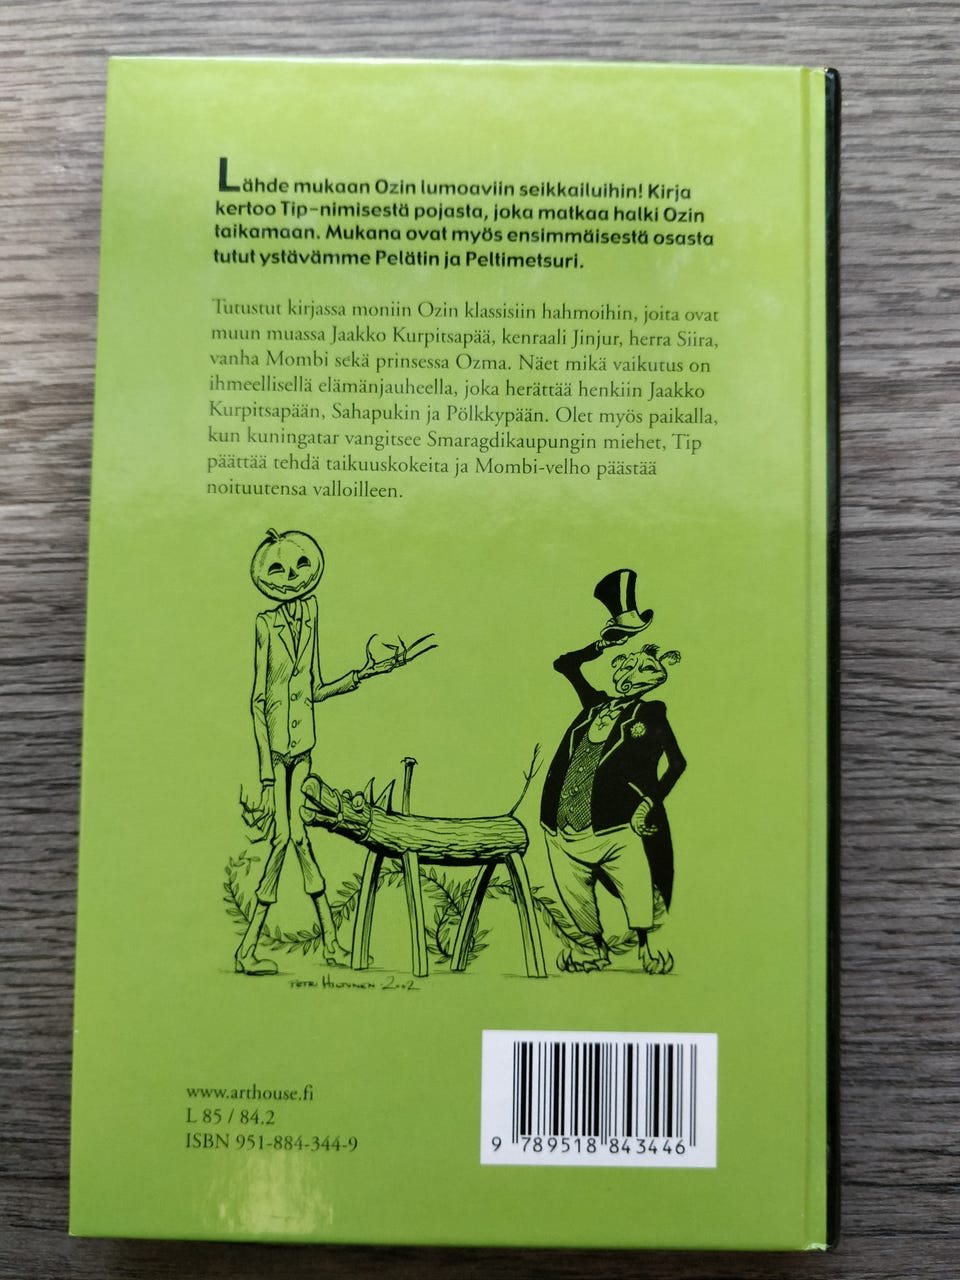 Lähde mukaan Ozin lumoaviin seikkailuihin! Kirja
kertoo Tip-nimisestä pojasta, joka matkaa halki Ozin
taikamaan. Mukana ovat myös ensimmäisestä osasta
tutut ystävämme Pelätin ja Peltimetsuri.
Tutustut kirjassa moniin Ozin klassisiin hahmoihin, joita ovat
muun muassa Jaakko Kurpitsapää, kenraali Jinjur, herra Siira,
vanha Mombi sekä prinsessa Ozma. Näet mikä vaikutus on
ihmeellisellä elämänjauheella, joka herättää henkiin Jaakko
Kurpitsapään, Sahapukin ja Pölkkypään. Olet myös paikalla,
kun kuningatar vangitsee Smaragdikaupungin miehet, Tip
päättää tehdä taikuuskokeita ja Mombi-velho päästää
noituutensa valloilleen.
PETRI HILTUNEN 2002
www.arthouse.fi
L 85 / 84.2
ISBN 951-884-344-9
9 789518 843446